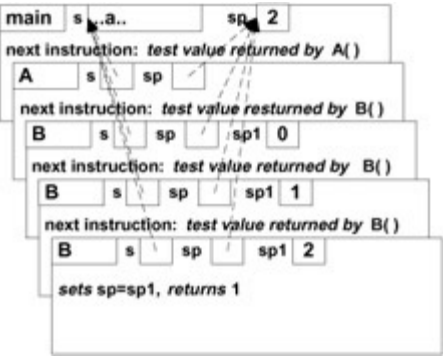 main s ..a.. sp 2
next instruction: test value returned by A( )
A s sp
next instruction: test value resturned by B( )
B s sp sp1 0
next instruction: test value returned by B( )
B s sp sp1 1
next instruction: test value returned by B( )
B s sp sp1 2
sets sp=sp1, returns 1